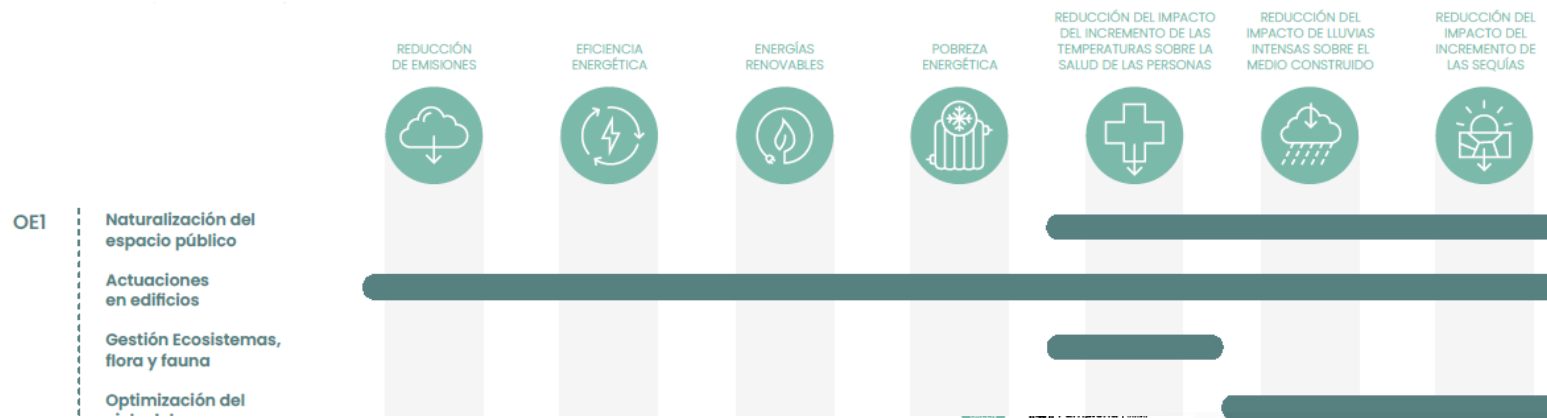 REDUCCIÓN
DE EMISIONES
EFICIENCIA
ENERGÉTICA
ENERGÍAS
RENOVABLES
POBREZA
ENERGÉTICA
REDUCCIÓN DEL IMPACTO
DEL INCREMENTO DE LAS
TEMPERATURAS SOBRE LA
SALUD DE LAS PERSONAS
REDUCCIÓN DEL
IMPACTO DE LLUVIAS
INTENSAS SOBRE EL
MEDIO CONSTRUIDO
REDUCCIÓN DEL
IMPACTO DEL
INCREMENTO DE
LAS SEQUÍAS
OE1
Naturalización del
espacio público
Actuaciones
en edificios
Gestión Ecosistemas,
flora y fauna
Optimización del